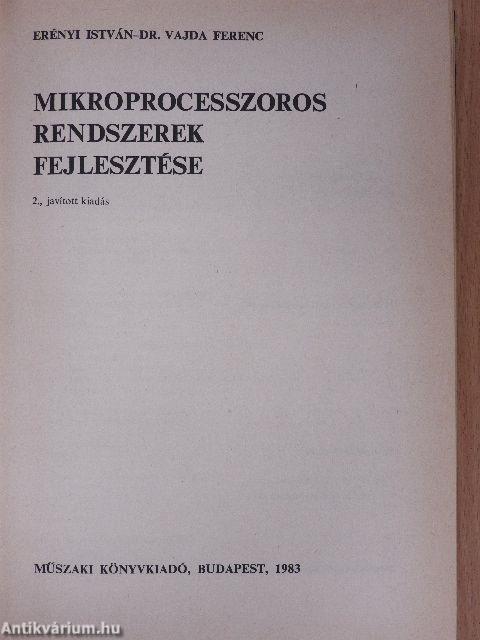 ERÉNYI ISTVÁN–DR. VAJDA FERENC
MIKROPROCESSZOROS
RENDSZEREK
FEJLESZTÉSE
2., javított kiadás
MŰSZAKI KÖNYVKIADÓ, BUDAPEST, 1983
Antikvárium.hu